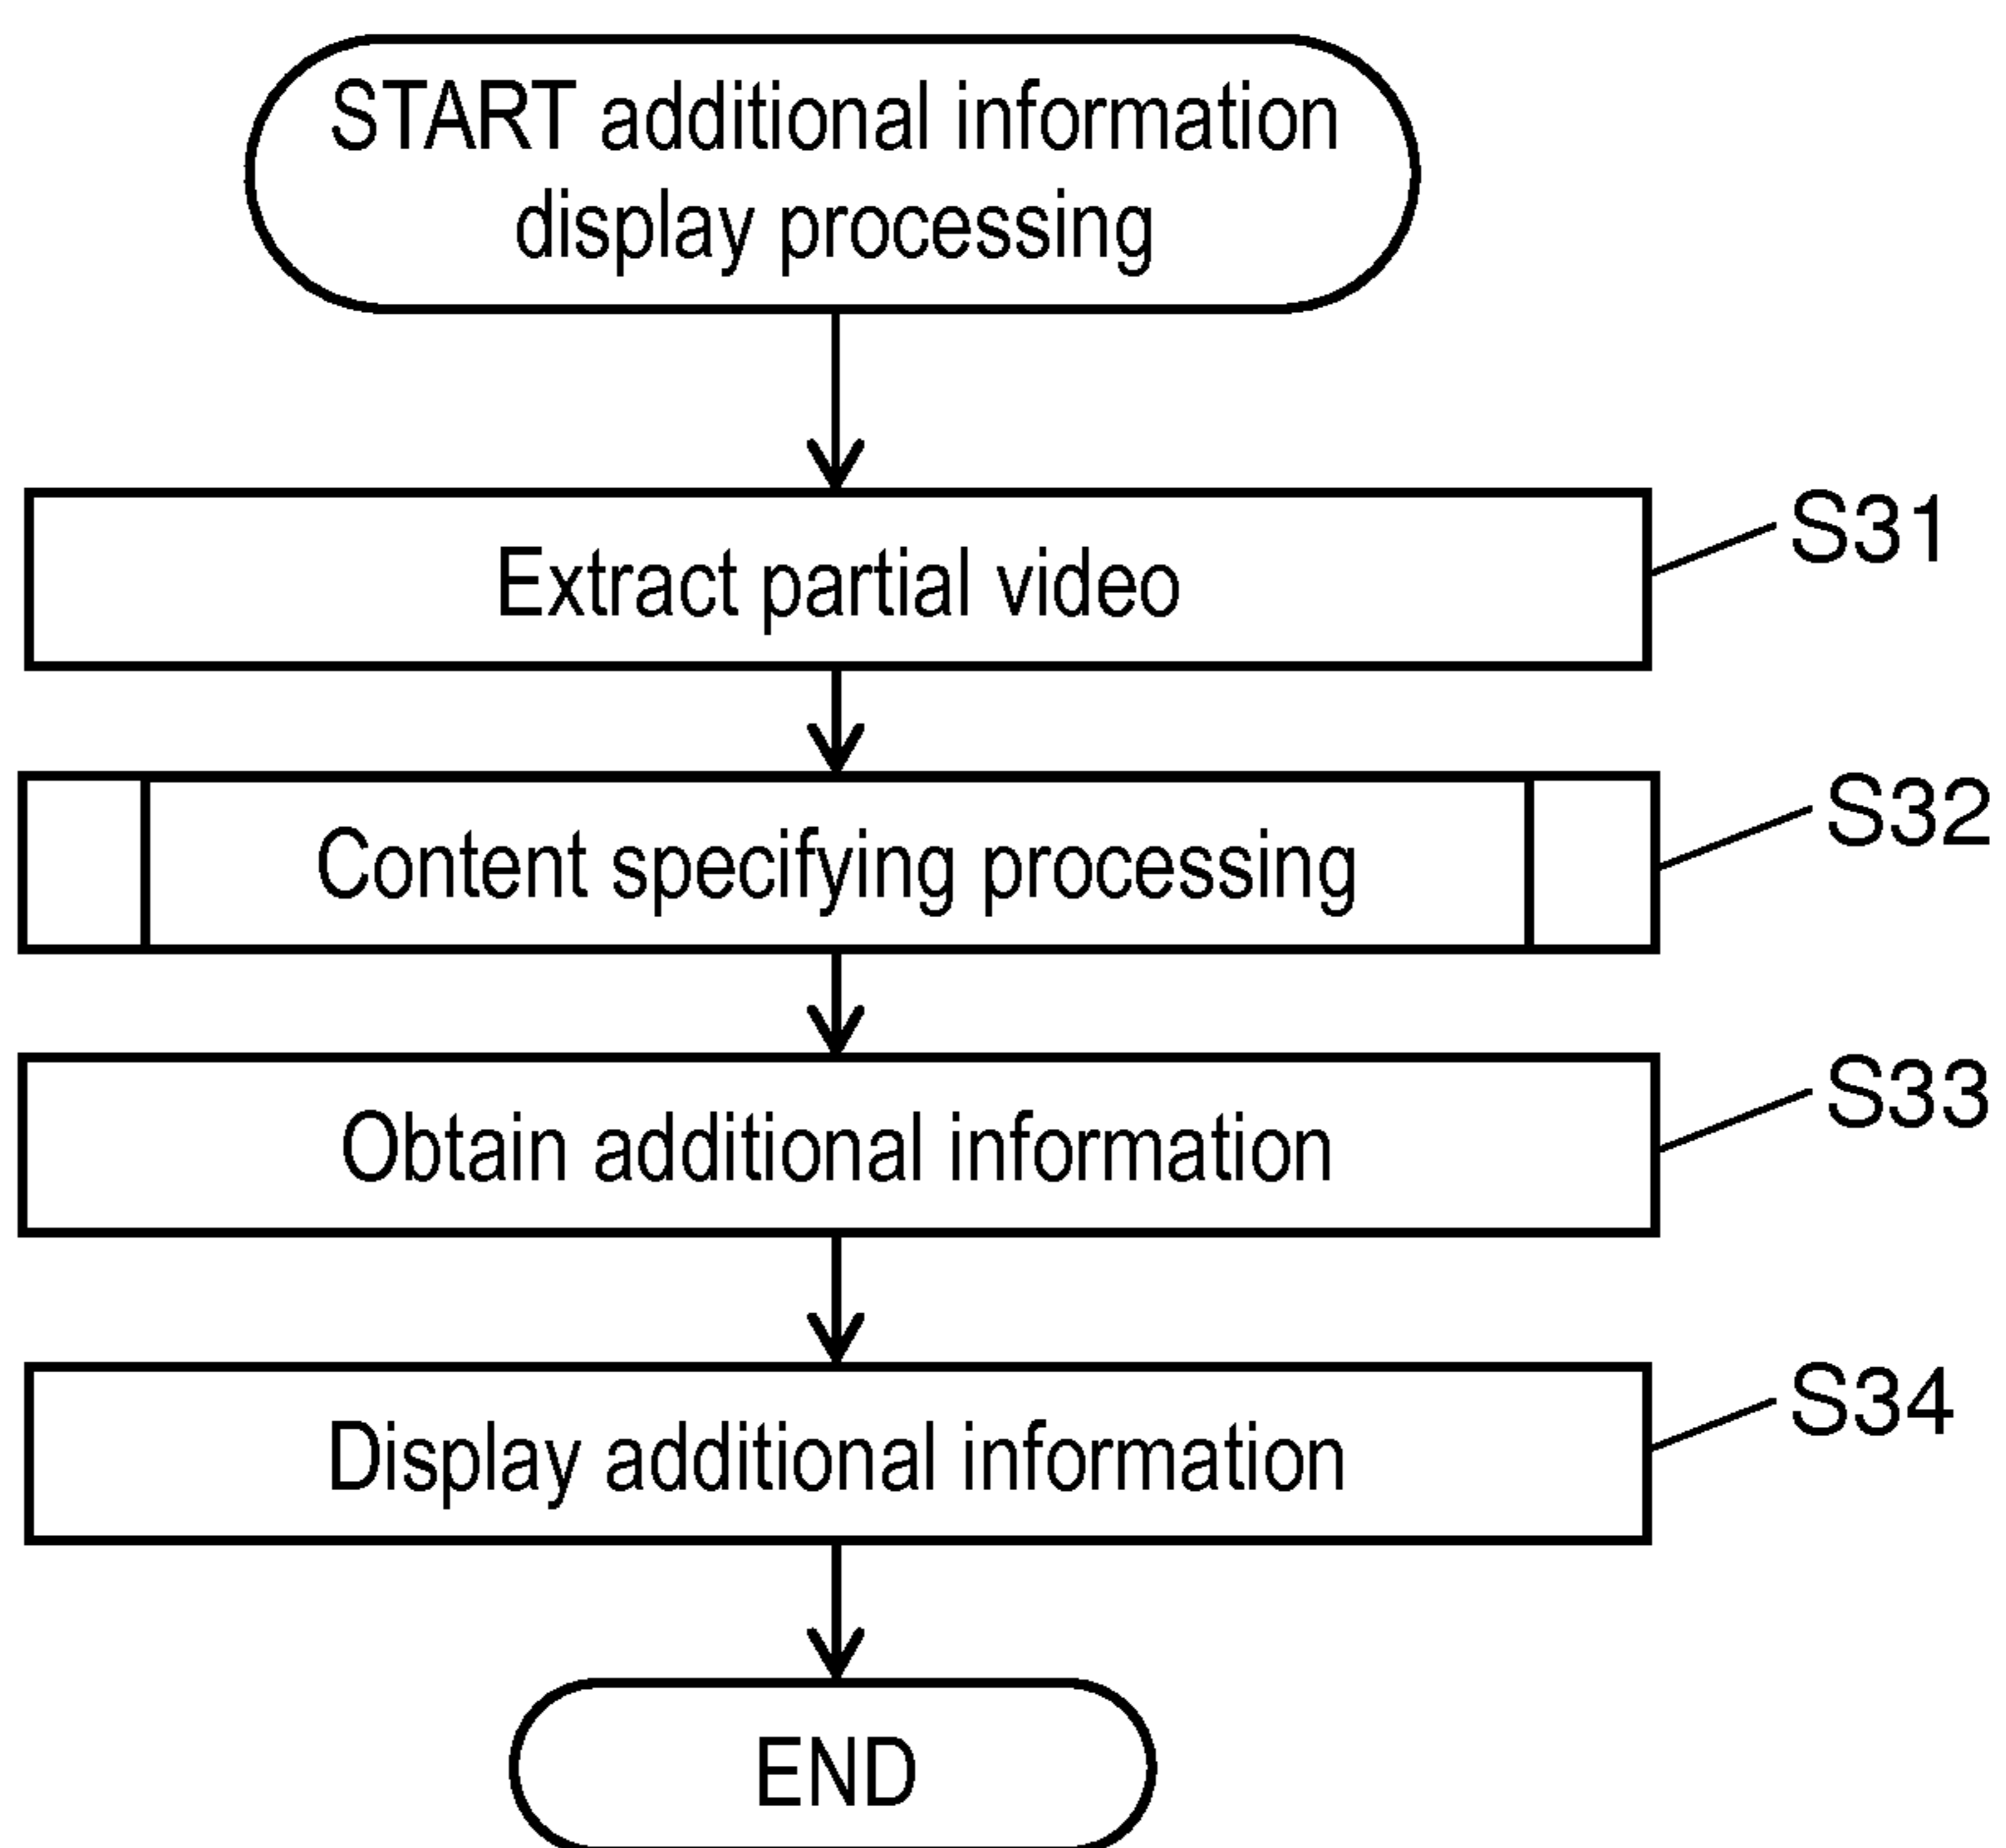 START additional information
display processing
Extract partial video
S31
Content specifying processing
S32
Obtain additional information
S33
Display additional information
S34
END